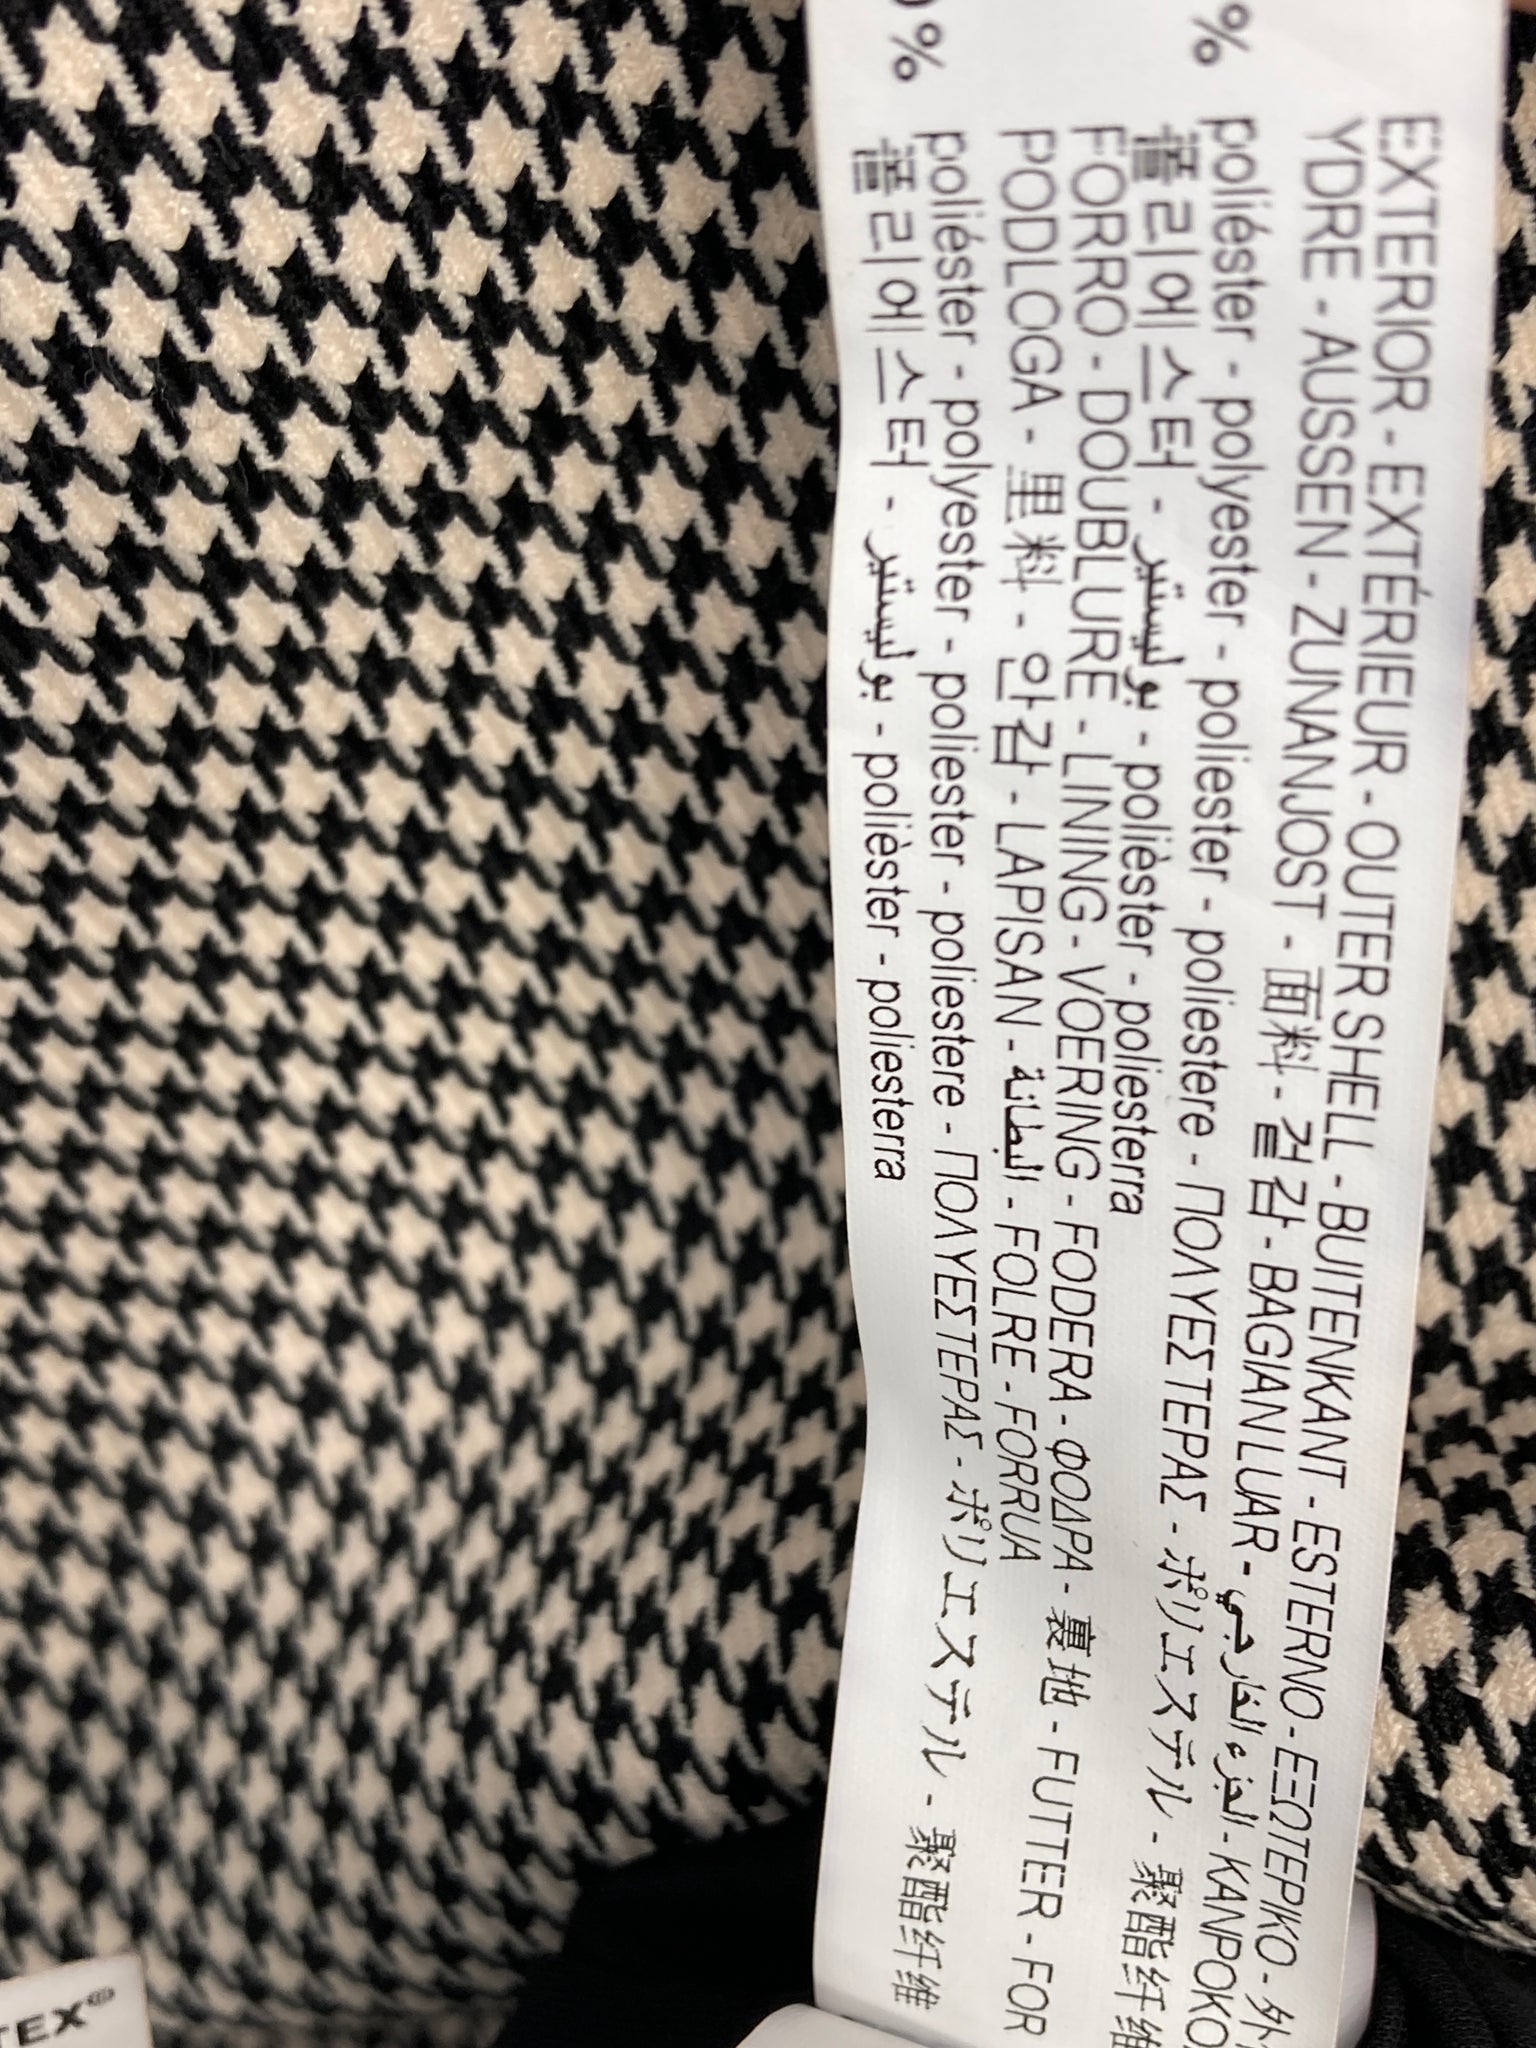 EXTERIOR - EXTÉRIEUR - OUTER SHELL - BUITENKANT - ESTERNO - ΕΞΩΤΕΡΙΚΟ - 外
YDRE - AUSSEN - ZUNANJOST - 面料 - 겉감 - BAGIAN LUAR - الجزء الخارجي - KANPOKO
% poliéster - polyester - poliester - poliestere - ΠΟΛΥΕΣΤΕΡΑΣ - ポリエステル - 聚酯纤维
폴리에스터 - بوليستير - polièster - poliesterra
FORRO - DOUBLURE - LINING - VOERING - FODERA - ΦΟΔΡΑ - 裏地 - FUTTER - FOR
PODLOGA - 里料 - 안감 - LAPISAN - البطانة - FOLRE - FORRUA
% poliéster - polyester - poliester - poliestere - ΠΟΛΥΕΣΤΕΡΑΣ - ポリエステル - 聚酯纤维
폴리에스터 - بوليستير - polièster - poliesterra
TEX®